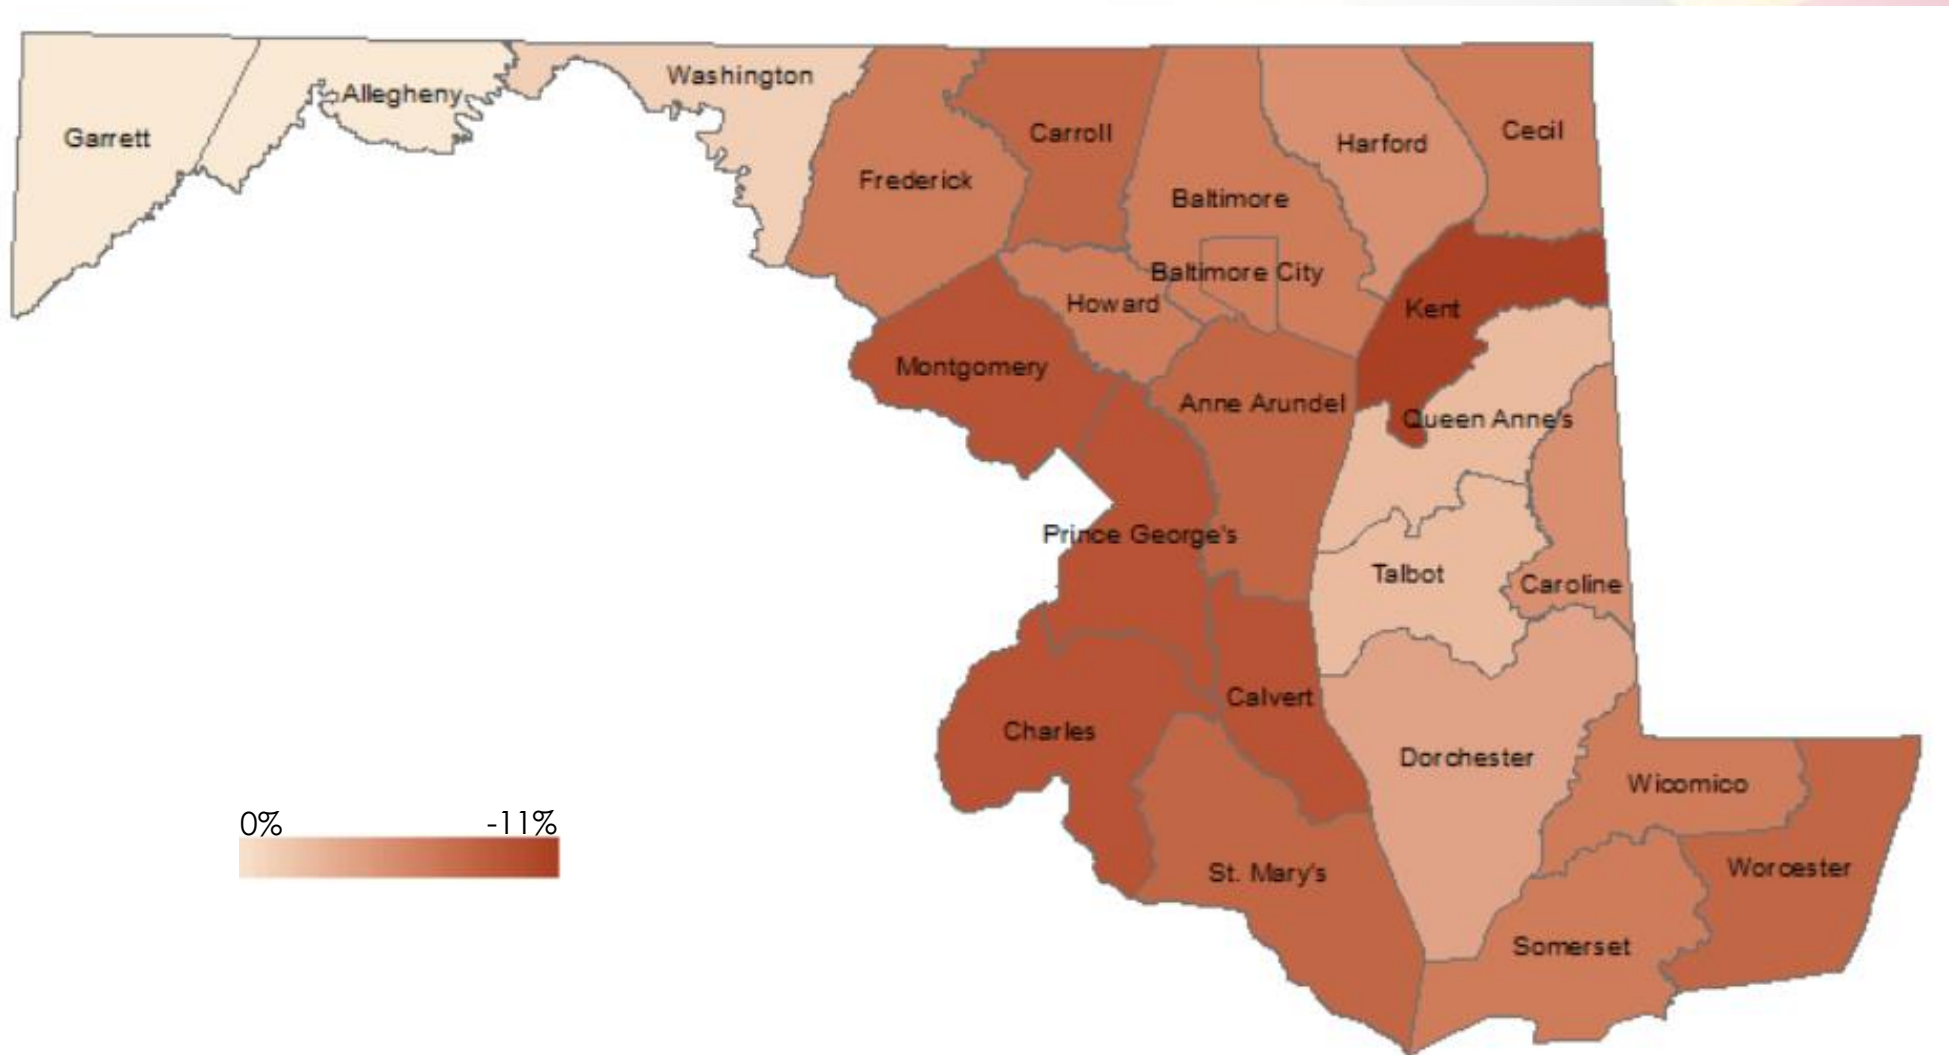 Washington
Allegheny
Garrett
Carroll
Cecil
Harford
Frederick
Baltimore
Baltimore City
Howard
Kent
Montgomery
Anne Arundel
Queen Anne's
Prince George's
Talbot
Caroline
Calvert
Charles
Dorchester
Wicomico
0% -11%
St. Mary's
Worcester
Somerset